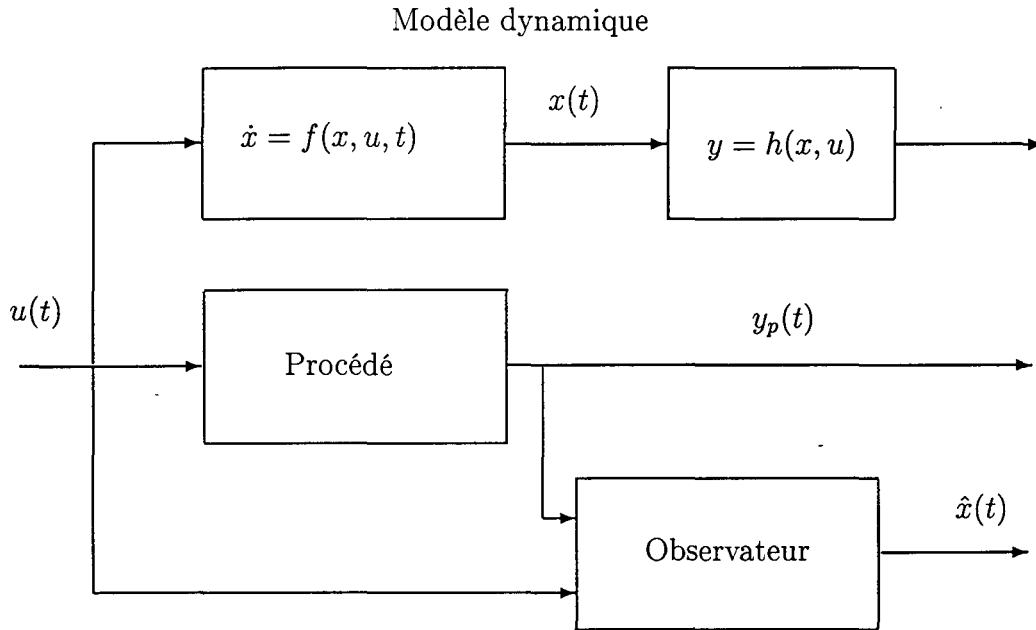 Modèle dynamique
x(t)
ẋ = f(x, u, t)
y = h(x, u)
u(t)
y_p(t)
Procédé
x̂(t)
Observateur